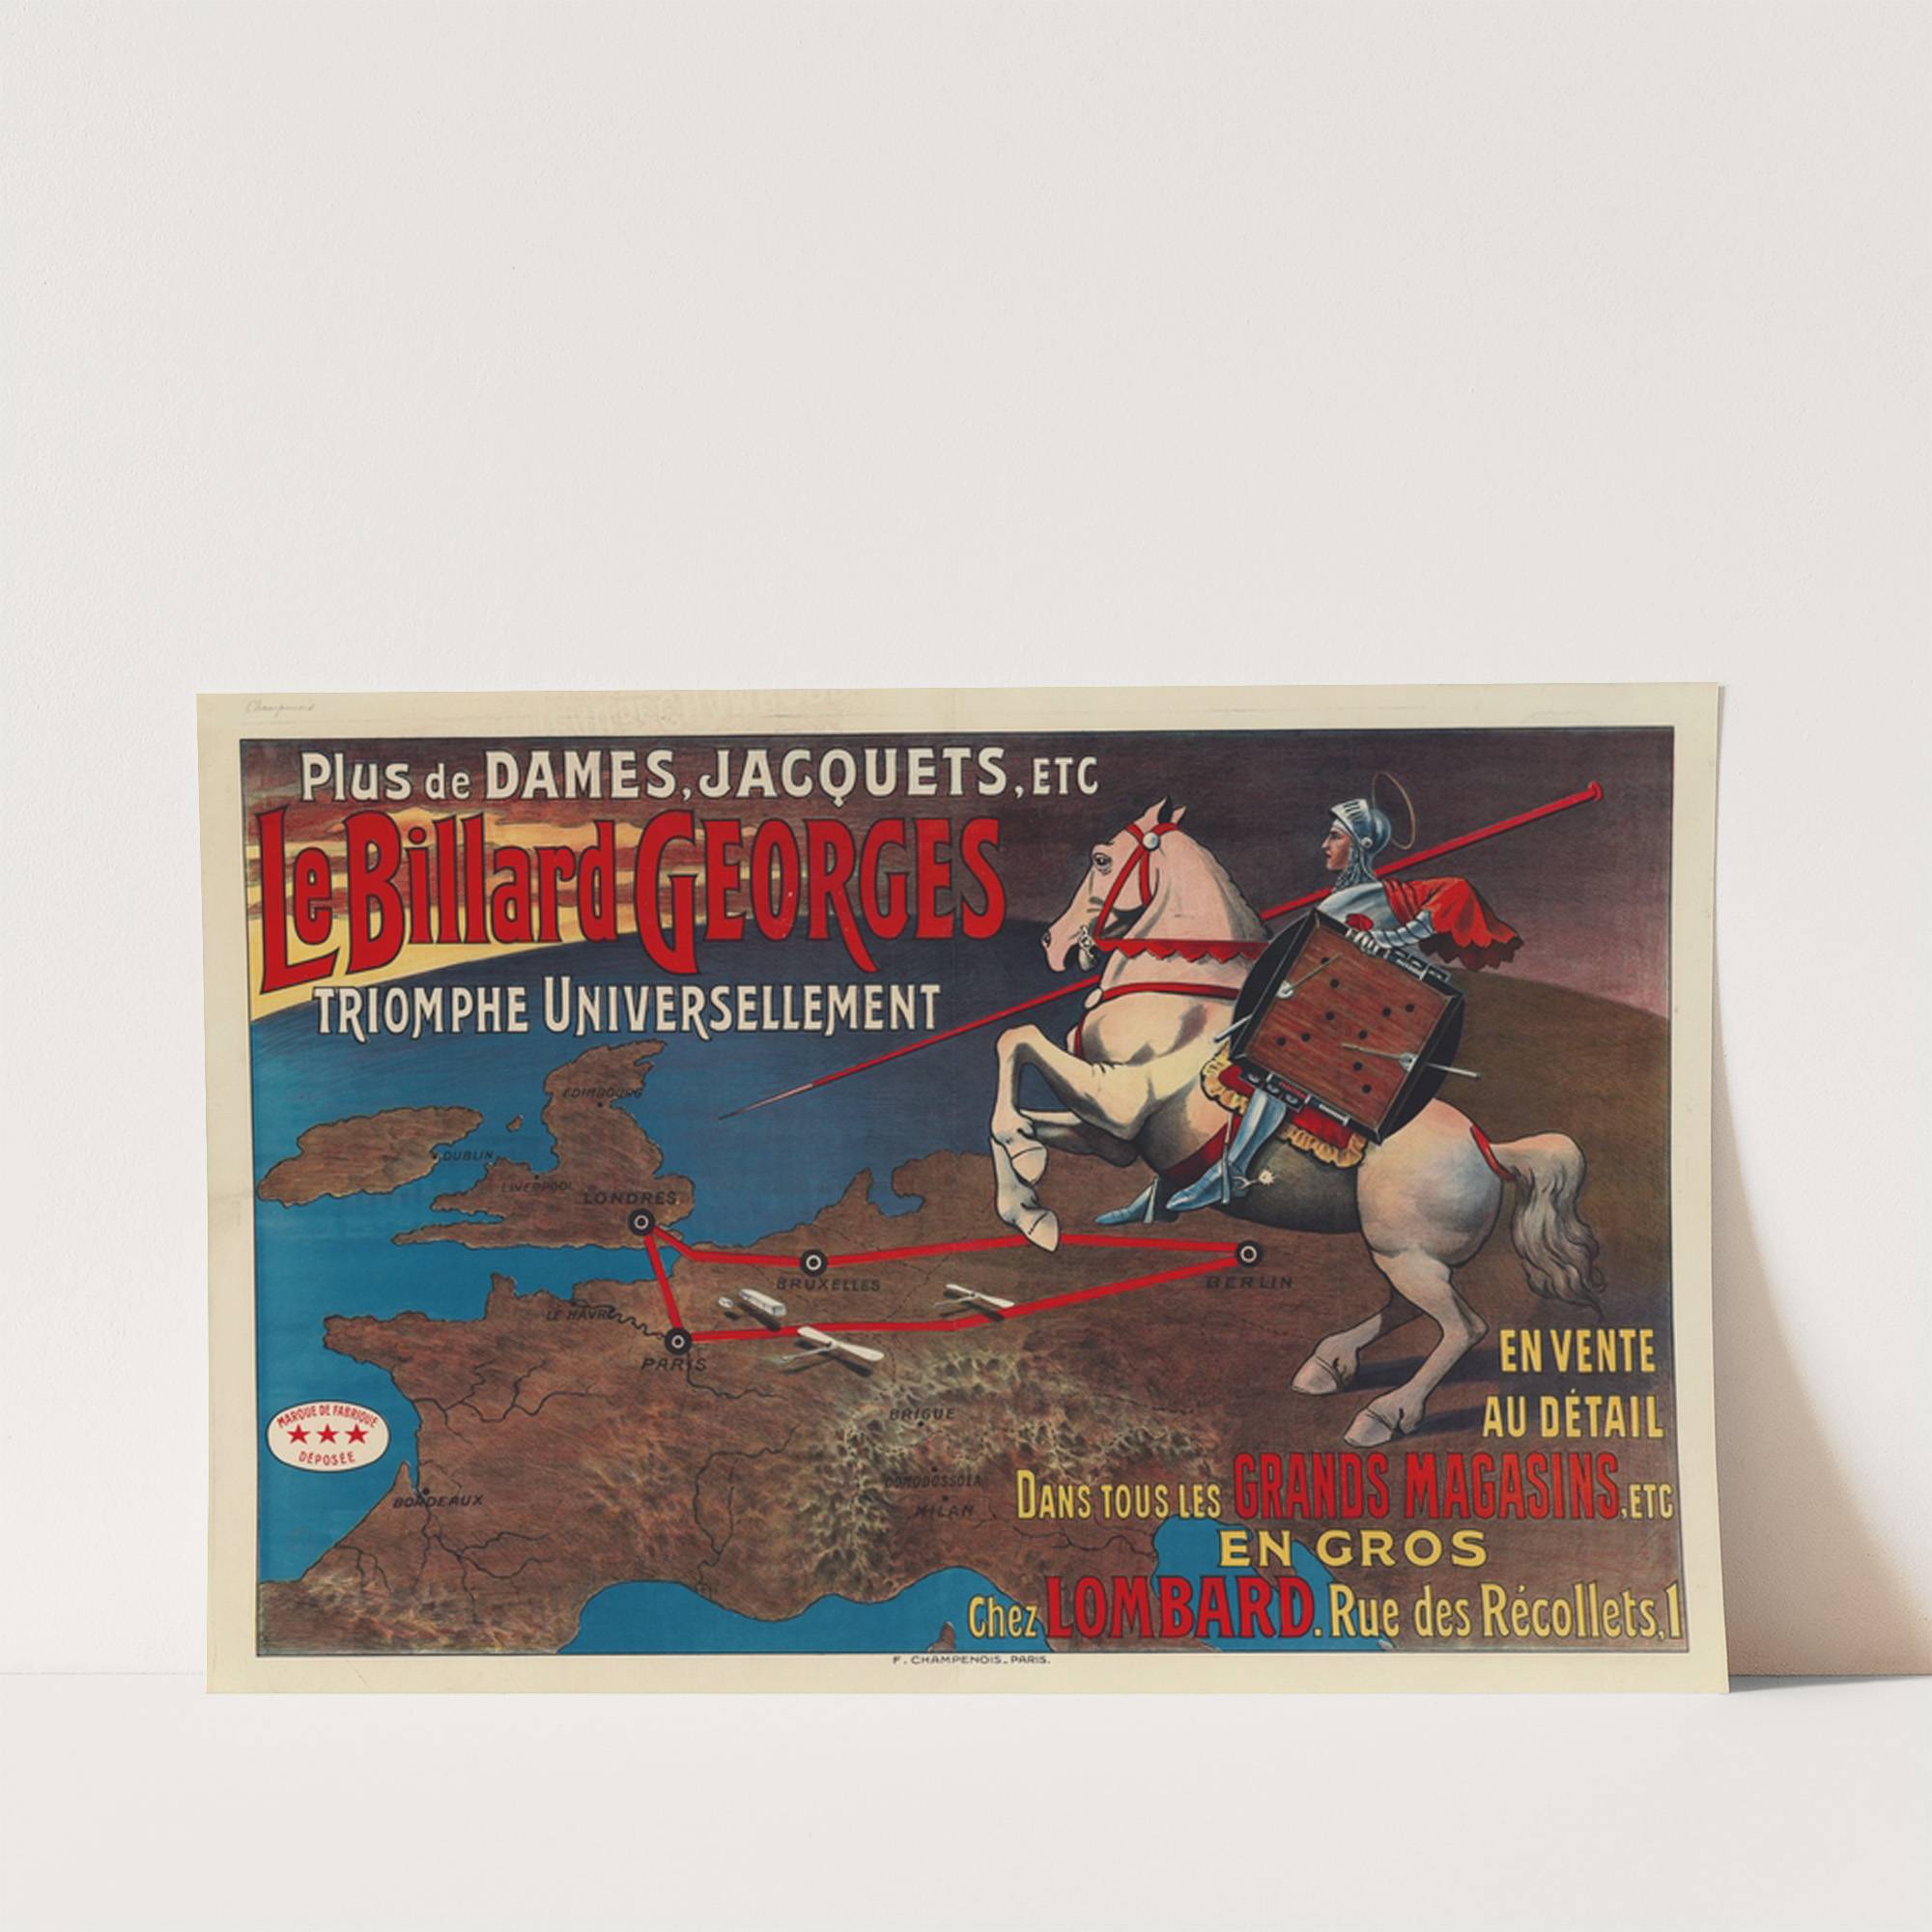 Champenois
Plus de DAMES, JACQUETS, ETC
Le Billard GEORGES
TRIOMPHE UNIVERSELLEMENT
EDIMBOURG
DUBLIN
LIVERPOOL
LONDRES
BRUXELLES
BERLIN
LE HAVRE
PARIS
BRIGUE
DOMODOSSOLA
MILAN
BORDEAUX
MARQUE DE FABRIQUE
DÉPOSÉE
EN VENTE
AU DÉTAIL
DANS TOUS LES GRANDS MAGASINS, ETC
EN GROS
Chez LOMBARD. Rue des Récollets, 1
F. CHAMPENOIS_PARIS.